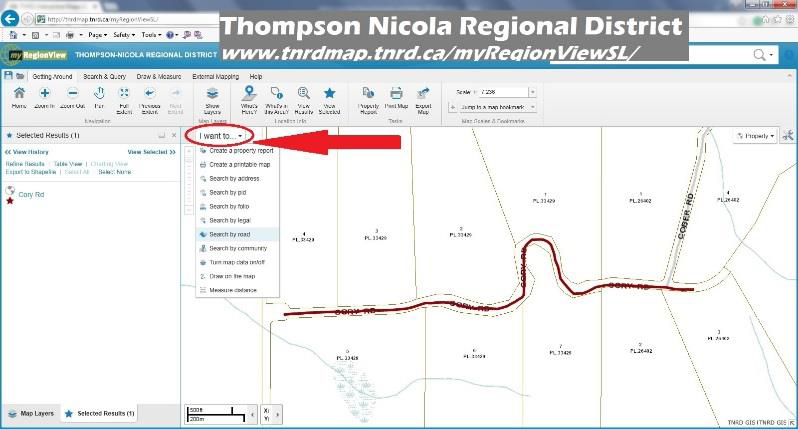 Thompson Nicola Regional District
www.tnrdmap.tnrd.ca/myRegionViewSL/
http://tnrdmap.tnrd.ca/myRegionViewSL/
Page Safety Tools
myRegionView THOMPSON-NICOLA REGIONAL DISTRICT
Getting Around Search & Query Draw & Measure External Mapping Help
Home Zoom In Zoom Out Pan Full Extent Previous Extent Next Extent
Show Layers What's Here? What's in this Area? View Results View Selected
Property Report Print Map Export Map
Scale: 1: 7,236
Jump to a map bookmark
Navigation Map Layers Location Info Tasks Map Scales & Bookmarks
Selected Results (1)
View History View Selected
Refine Results Table View Charting View
Export to Shapefile Select All Select None
Cory Rd
I want to...
Create a property report
Create a printable map
Search by address
Search by pid
Search by folio
Search by legal
Search by road
Search by community
Turn map data on/off
Draw on the map
Measure distance
Property
4
PL.33429
3
PL.33429
2
PL.33429
1
PL.33429
1
PL.26402
4
PL.26402
COBER RD
CORY RD
CORY RD
CORY RD
CORY RD
5
PL.33429
6
PL.33429
7
PL.33429
2
PL.26402
3
PL.26402
500ft
200m
X:
Y:
TNRD GIS |TNRD GIS
Map Layers Selected Results (1)